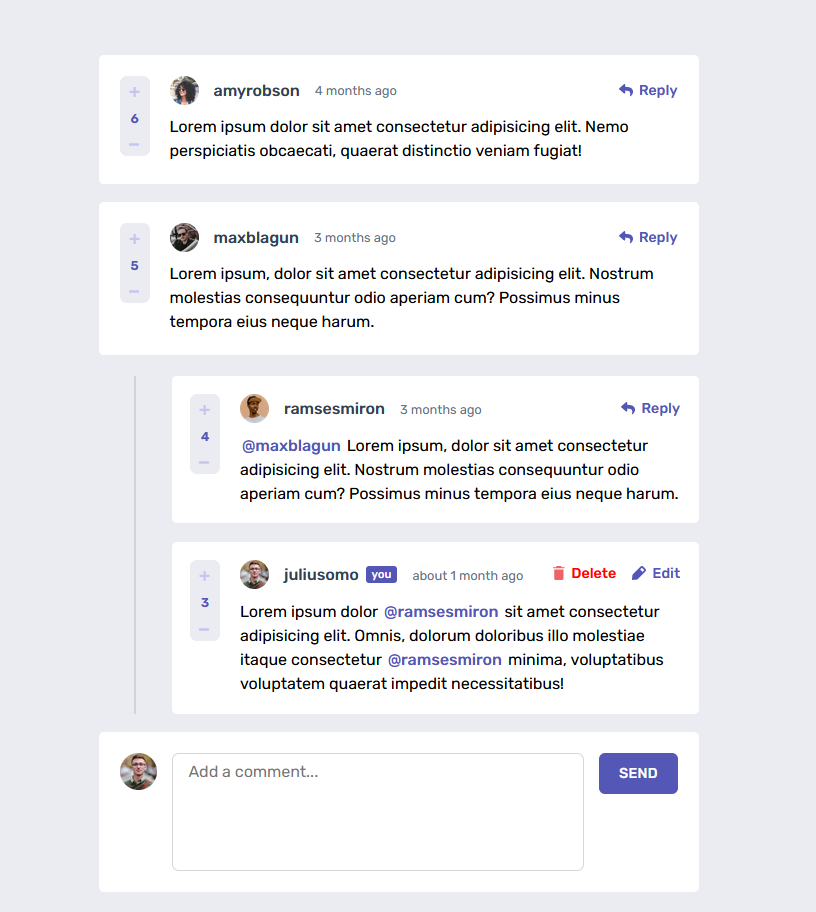 amyrobson 4 months ago Reply
6
Lorem ipsum dolor sit amet consectetur adipisicing elit. Nemo
perspiciatis obcaecati, quaerat distinctio veniam fugiat!
maxblagun 3 months ago Reply
5
Lorem ipsum, dolor sit amet consectetur adipisicing elit. Nostrum
molestias consequuntur odio aperiam cum? Possimus minus
tempora eius neque harum.
ramsesmiron 3 months ago Reply
4
@maxblagun Lorem ipsum, dolor sit amet consectetur
adipisicing elit. Nostrum molestias consequuntur odio
aperiam cum? Possimus minus tempora eius neque harum.
juliusomo you about 1 month ago Delete Edit
3
Lorem ipsum dolor @ramsesmiron sit amet consectetur
adipisicing elit. Omnis, dolorum doloribus illo molestiae
itaque consectetur @ramsesmiron minima, voluptatibus
voluptatem quaerat impedit necessitatibus!
Add a comment...
SEND